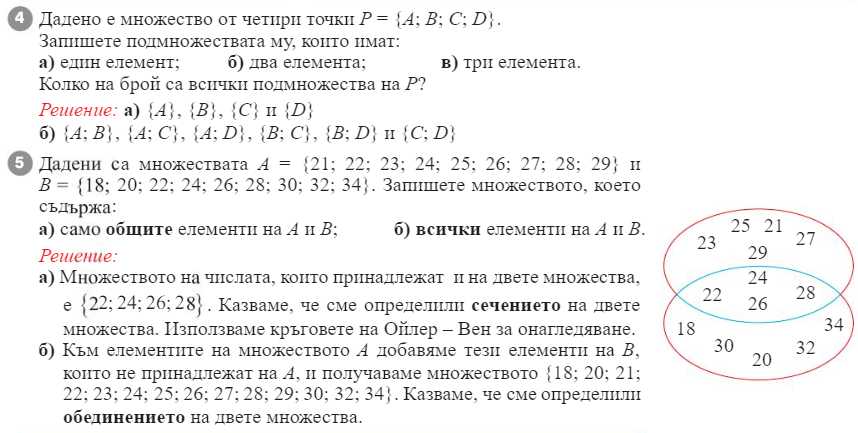 4 Дадено е множество от четири точки P = {A; B; C; D}.
Запишете подмножествата му, които имат:
а) един елемент; б) два елемента; в) три елемента.
Колко на брой са всички подмножества на P?
Решение: а) {A}, {B}, {C} и {D}
б) {A; B}, {A; C}, {A; D}, {B; C}, {B; D} и {C; D}
5 Дадени са множествата A = {21; 22; 23; 24; 25; 26; 27; 28; 29} и
B = {18; 20; 22; 24; 26; 28; 30; 32; 34}. Запишете множеството, което
съдържа:
а) само общите елементи на A и B; б) всички елементи на A и B.
Решение:
а) Множеството на числата, които принадлежат и на двете множества,
е {22; 24; 26; 28}. Казваме, че сме определили сечението на двете
множества. Използваме кръговете на Ойлер – Вен за онагледяване.
б) Към елементите на множеството A добавяме тези елементи на B,
които не принадлежат на A, и получаваме множеството {18; 20; 21;
22; 23; 24; 25; 26; 27; 28; 29; 30; 32; 34}. Казваме, че сме определили
обединението на двете множества.
25 21
23 27
29
24
22 28
26
18 34
30 32
20